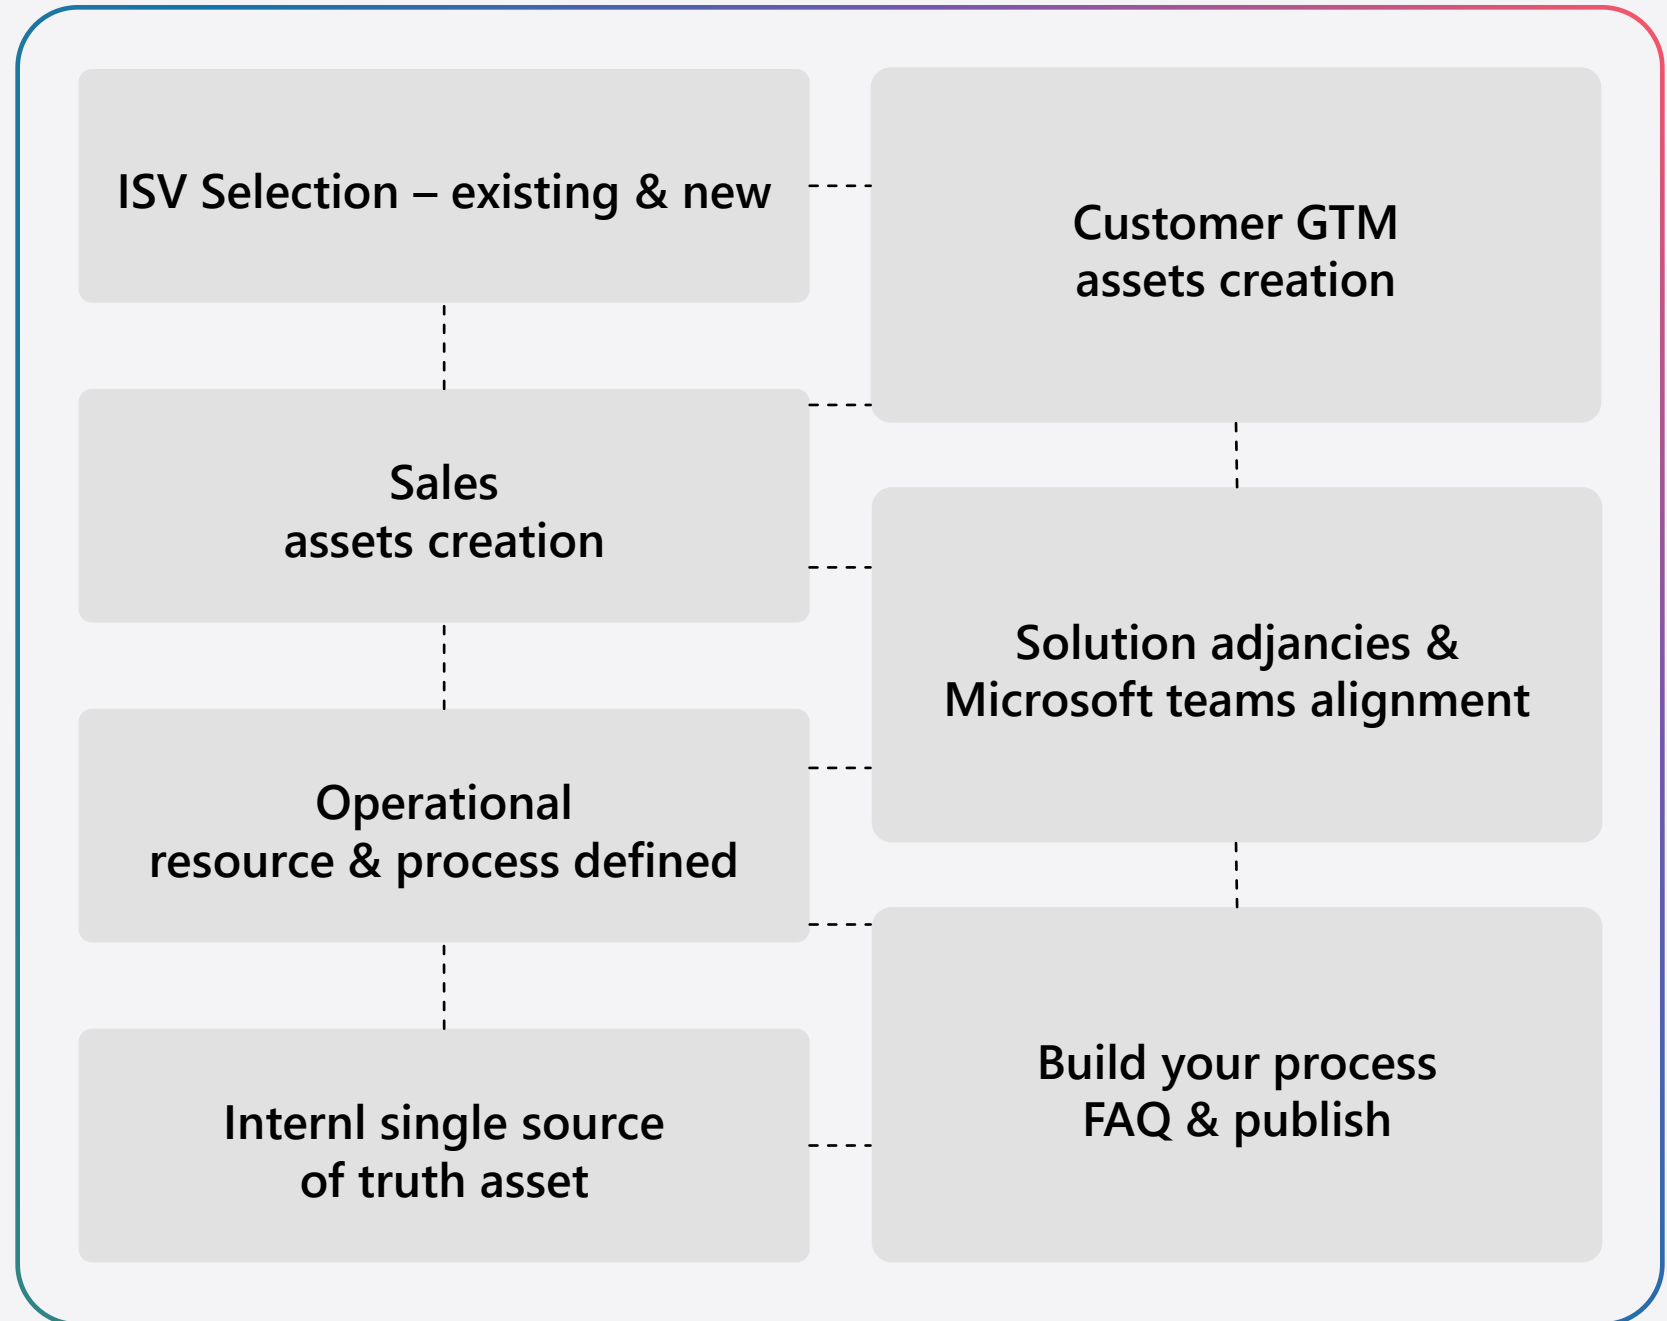 ISV Selection – existing & new
Customer GTM
assets creation
Sales
assets creation
Solution adjancies &
Microsoft teams alignment
Operational
resource & process defined
Internl single source
of truth asset
Build your process
FAQ & publish